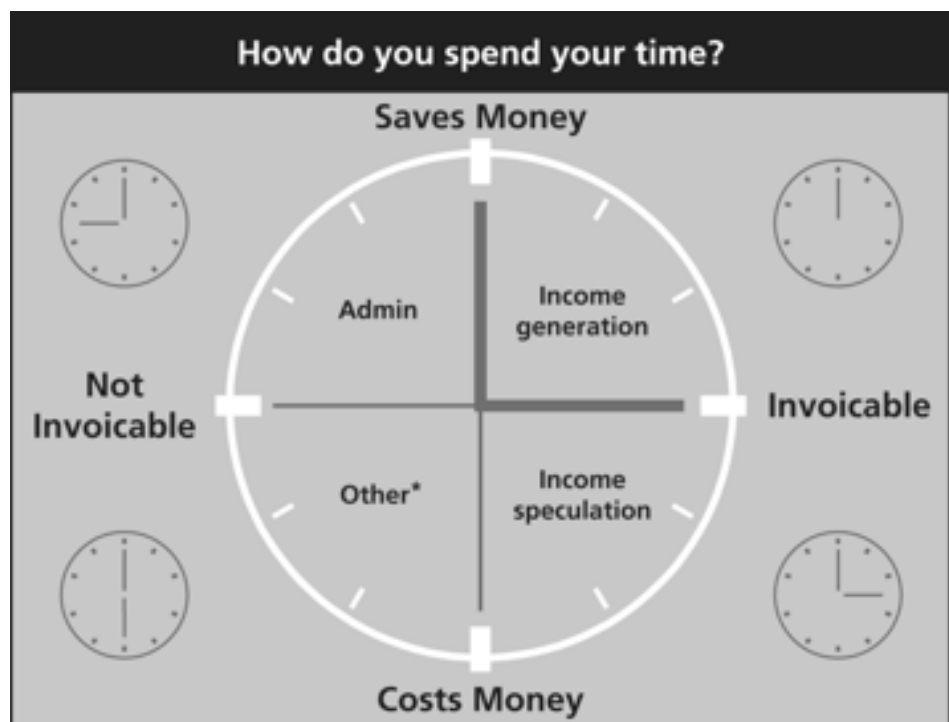 How do you spend your time?
Saves Money
Admin
Income
generation
Not
Invoicable
Invoicable
Other*
Income
speculation
Costs Money